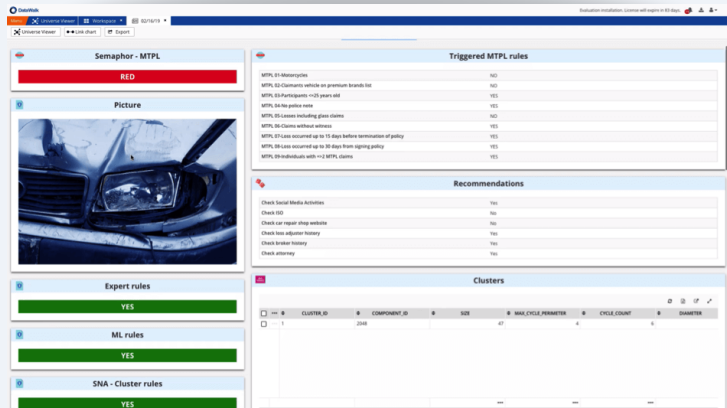 DataWalk
Evaluation installation. License will expire in 83 days.
Menu
Universe Viewer
Workspace
02/16/19
Universe Viewer
Link chart
Export
Semaphor - MTPL
RED
Picture
Expert rules
YES
ML rules
YES
SNA - Cluster rules
YES
Triggered MTPL rules
MTPL 01-Motorcycles NO
MTPL 02-Claimants vehicle on premium brands list NO
MTPL 03-Participants <=25 years old YES
MTPL 04-No police note YES
MTPL 05-Losses including glass claims NO
MTPL 06-Claims without witness YES
MTPL 07-Loss occurred up to 15 days before termination of policy YES
MTPL 08-Loss occurred up to 30 days from signing policy YES
MTPL 09-Individuals with >=2 MTPL claims YES
Recommendations
Check Social Media Activities Yes
Check ISO No
Check car repair shop website No
Check loss adjuster history Yes
Check broker history Yes
Check attorney Yes
Clusters
CLUSTER_ID COMPONENT_ID SIZE MAX_CYCLE_PERIMETER CYCLE_COUNT DIAMETER
1 2048 47 4 6